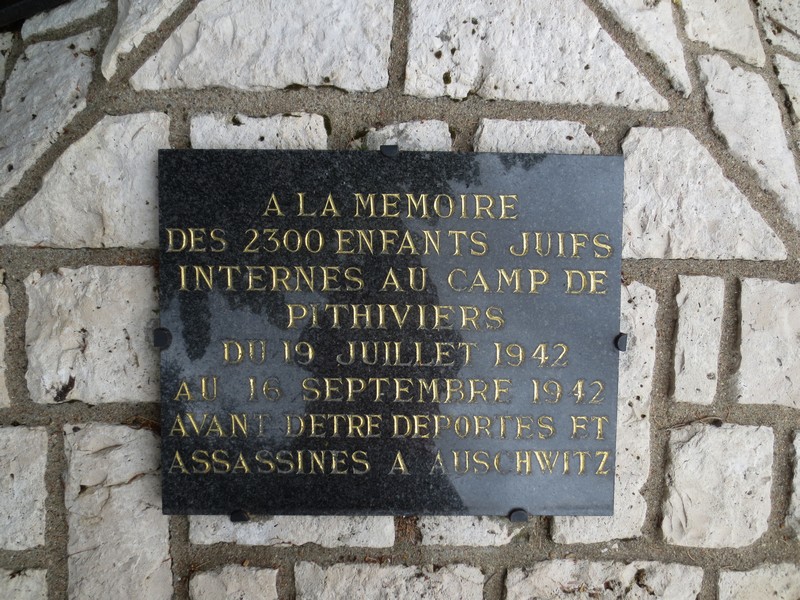 A LA MEMOIRE
DES 2300 ENFANTS JUIFS
INTERNES AU CAMP DE
PITHIVIERS
DU 19 JUILLET 1942
AU 16 SEPTEMBRE 1942
AVANT D'ETRE DEPORTES ET
ASSASSINES A AUSCHWITZ